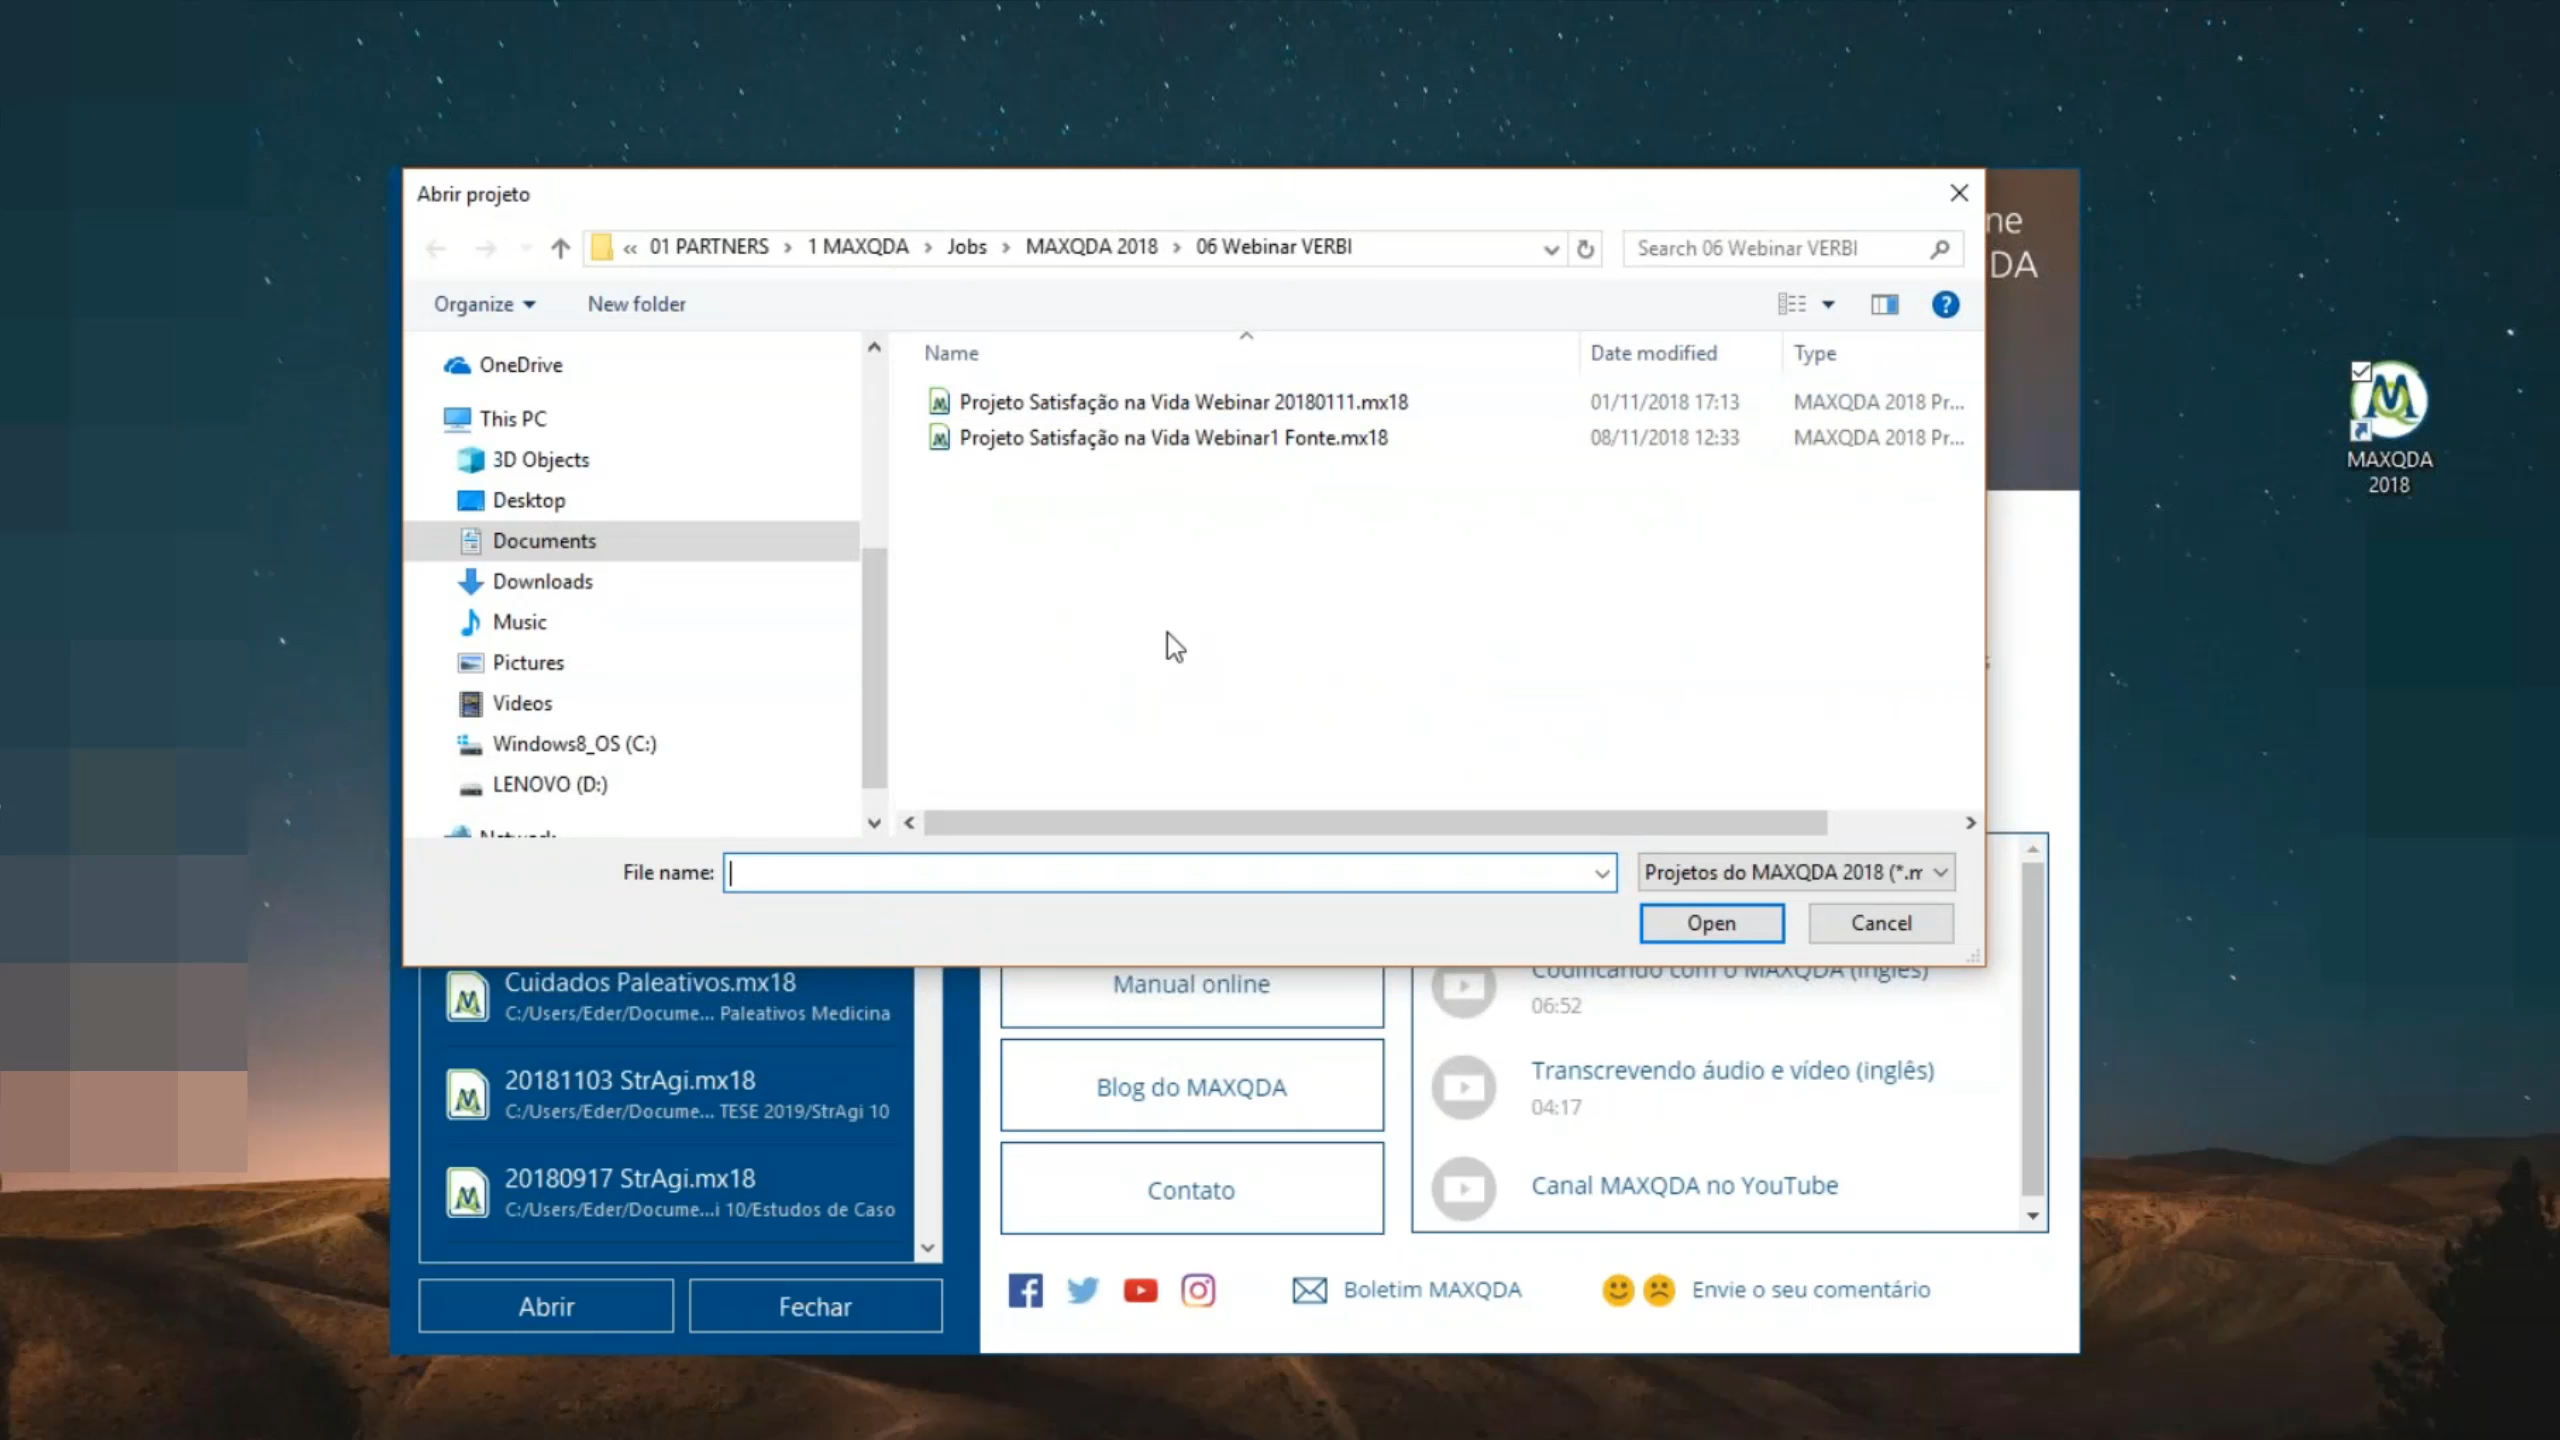 Abrir projeto
« 01 PARTNERS › 1 MAXQDA › Jobs › MAXQDA 2018 › 06 Webinar VERBI
Search 06 Webinar VERBI
ne
DA
Organize
New folder
Name
Date modified
Type
OneDrive
This PC
3D Objects
Desktop
Documents
Downloads
Music
Pictures
Videos
Windows8_OS (C:)
LENOVO (D:)
Network
Projeto Satisfação na Vida Webinar 20180111.mx18
01/11/2018 17:13
MAXQDA 2018 Pr...
Projeto Satisfação na Vida Webinar1 Fonte.mx18
08/11/2018 12:33
MAXQDA 2018 Pr...
MAXQDA
2018
File name:
Projetos do MAXQDA 2018 (*.m
Open
Cancel
Cuidados Paleativos.mx18
C:/Users/Eder/Docume... Paleativos Medicina
20181103 StrAgi.mx18
C:/Users/Eder/Docume... TESE 2019/StrAgi 10
20180917 StrAgi.mx18
C:/Users/Eder/Docume...i 10/Estudos de Caso
Abrir
Fechar
Manual online
Blog do MAXQDA
Contato
Codificando com o MAXQDA (inglês)
06:52
Transcrevendo áudio e vídeo (inglês)
04:17
Canal MAXQDA no YouTube
Boletim MAXQDA
Envie o seu comentário